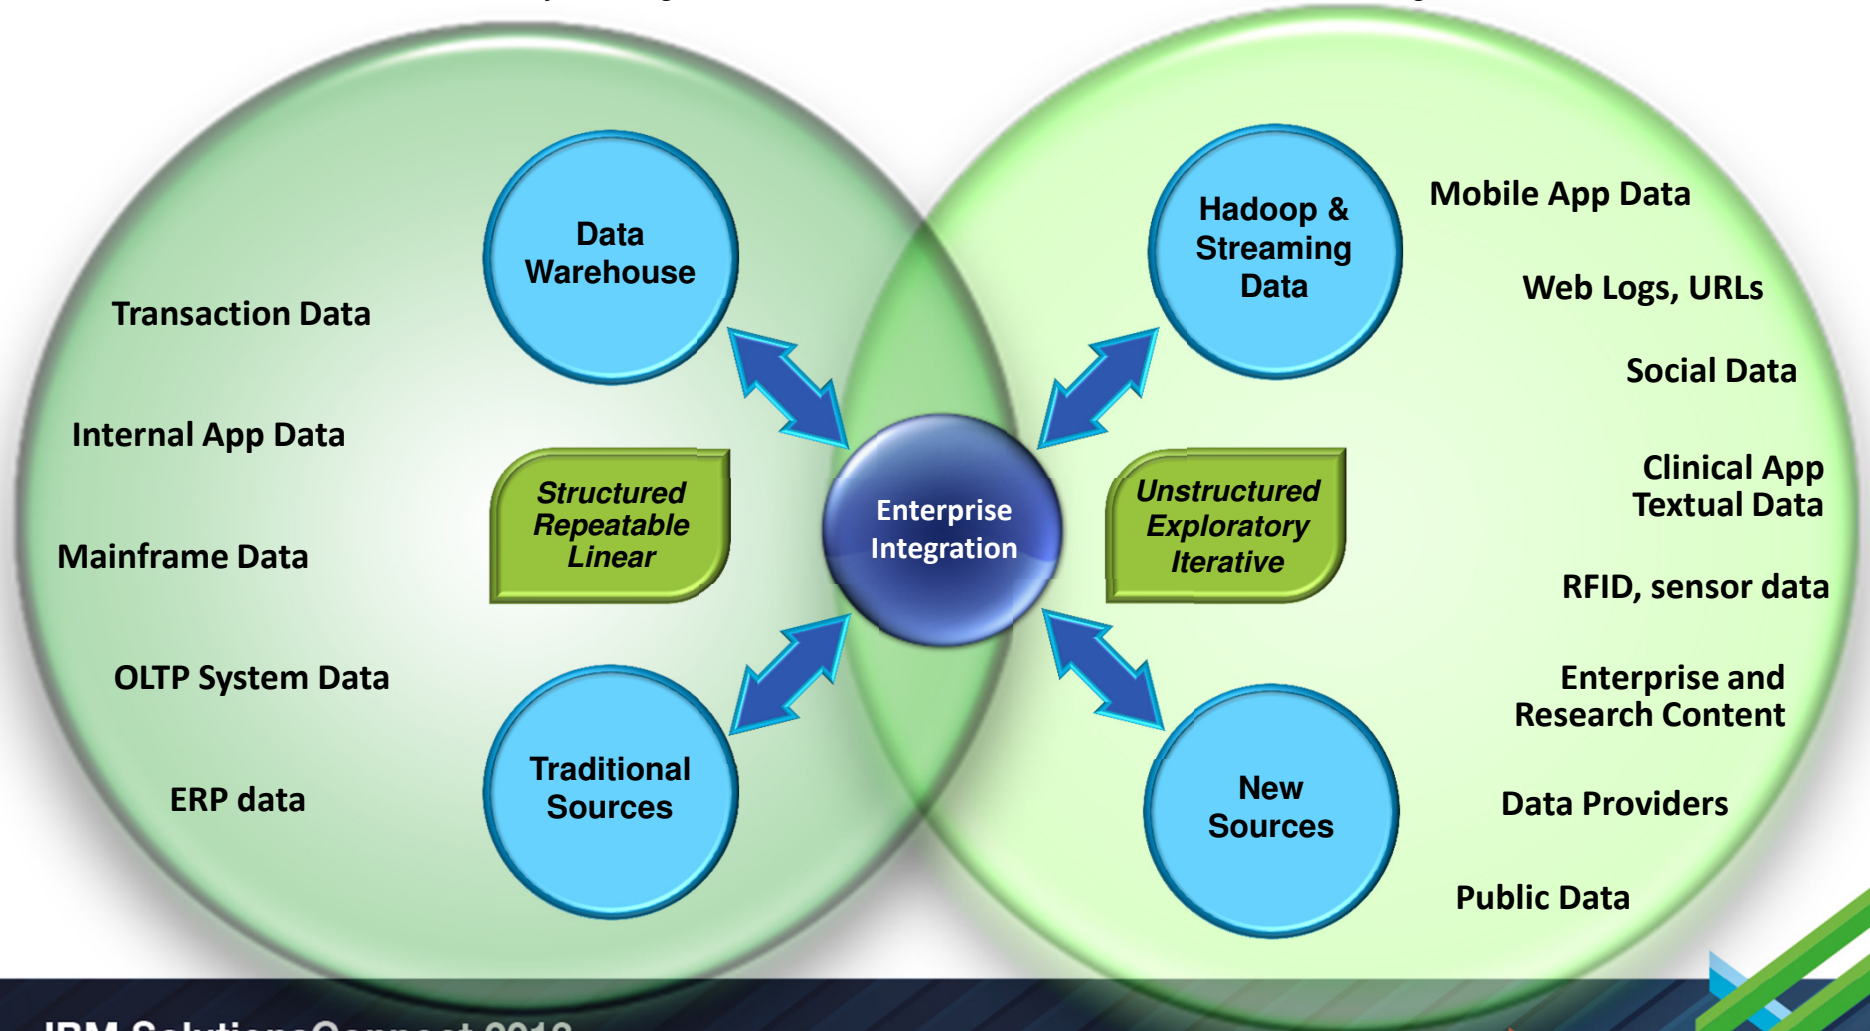 Data
Warehouse
Transaction Data
Internal App Data
Structured
Repeatable
Linear
Mainframe Data
OLTP System Data
Traditional
Sources
ERP data
Enterprise
Integration
Hadoop &
Streaming
Data
Mobile App Data
Web Logs, URLs
Social Data
Unstructured
Exploratory
Iterative
Clinical App
Textual Data
RFID, sensor data
Enterprise and
Research Content
New
Sources
Data Providers
Public Data
IBM SolutionsConnect